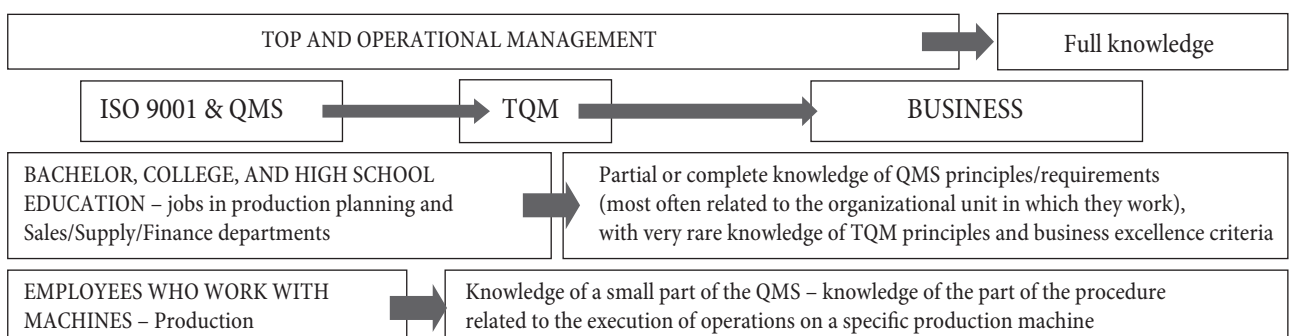 TOP AND OPERATIONAL MANAGEMENT
Full knowledge
ISO 9001 & QMS
TQM
BUSINESS
BACHELOR, COLLEGE, AND HIGH SCHOOL
EDUCATION – jobs in production planning and
Sales/Supply/Finance departments
Partial or complete knowledge of QMS principles/requirements
(most often related to the organizational unit in which they work),
with very rare knowledge of TQM principles and business excellence criteria
EMPLOYEES WHO WORK WITH
MACHINES – Production
Knowledge of a small part of the QMS – knowledge of the part of the procedure
related to the execution of operations on a specific production machine